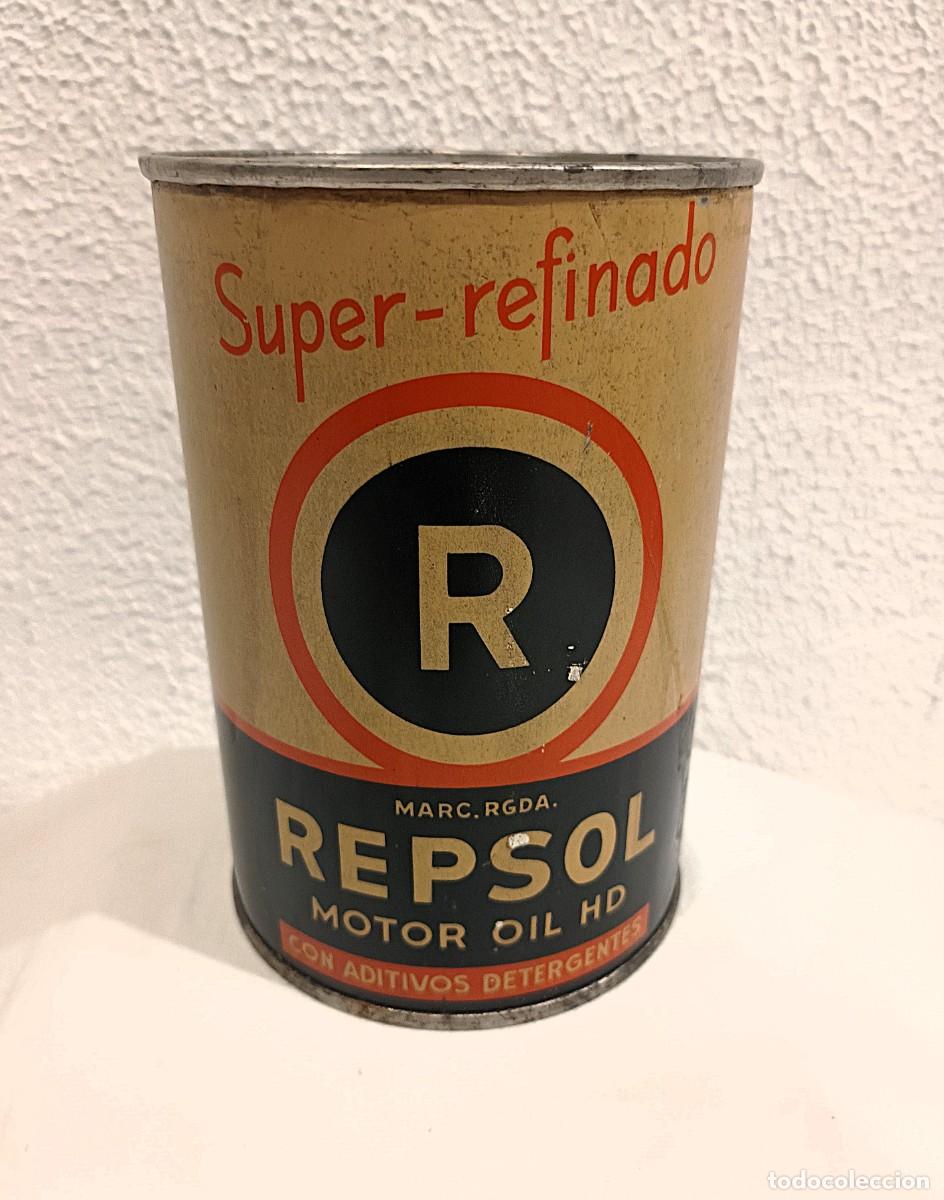 Super-refinado
R
MARC. RGDA.
REPSOL
MOTOR OIL HD
CON ADITIVOS DETERGENTES
todocoleccion